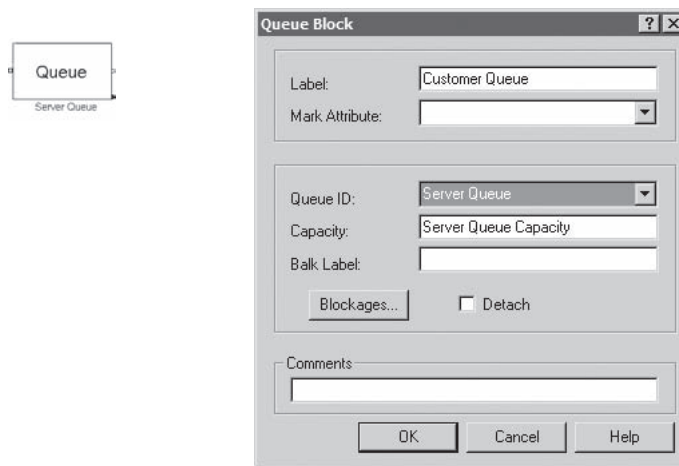 Queue
Server Queue
Queue Block
Label: Customer Queue
Mark Attribute:
Queue ID: Server Queue
Capacity: Server Queue Capacity
Balk Label:
Blockages... Detach
Comments
OK Cancel Help